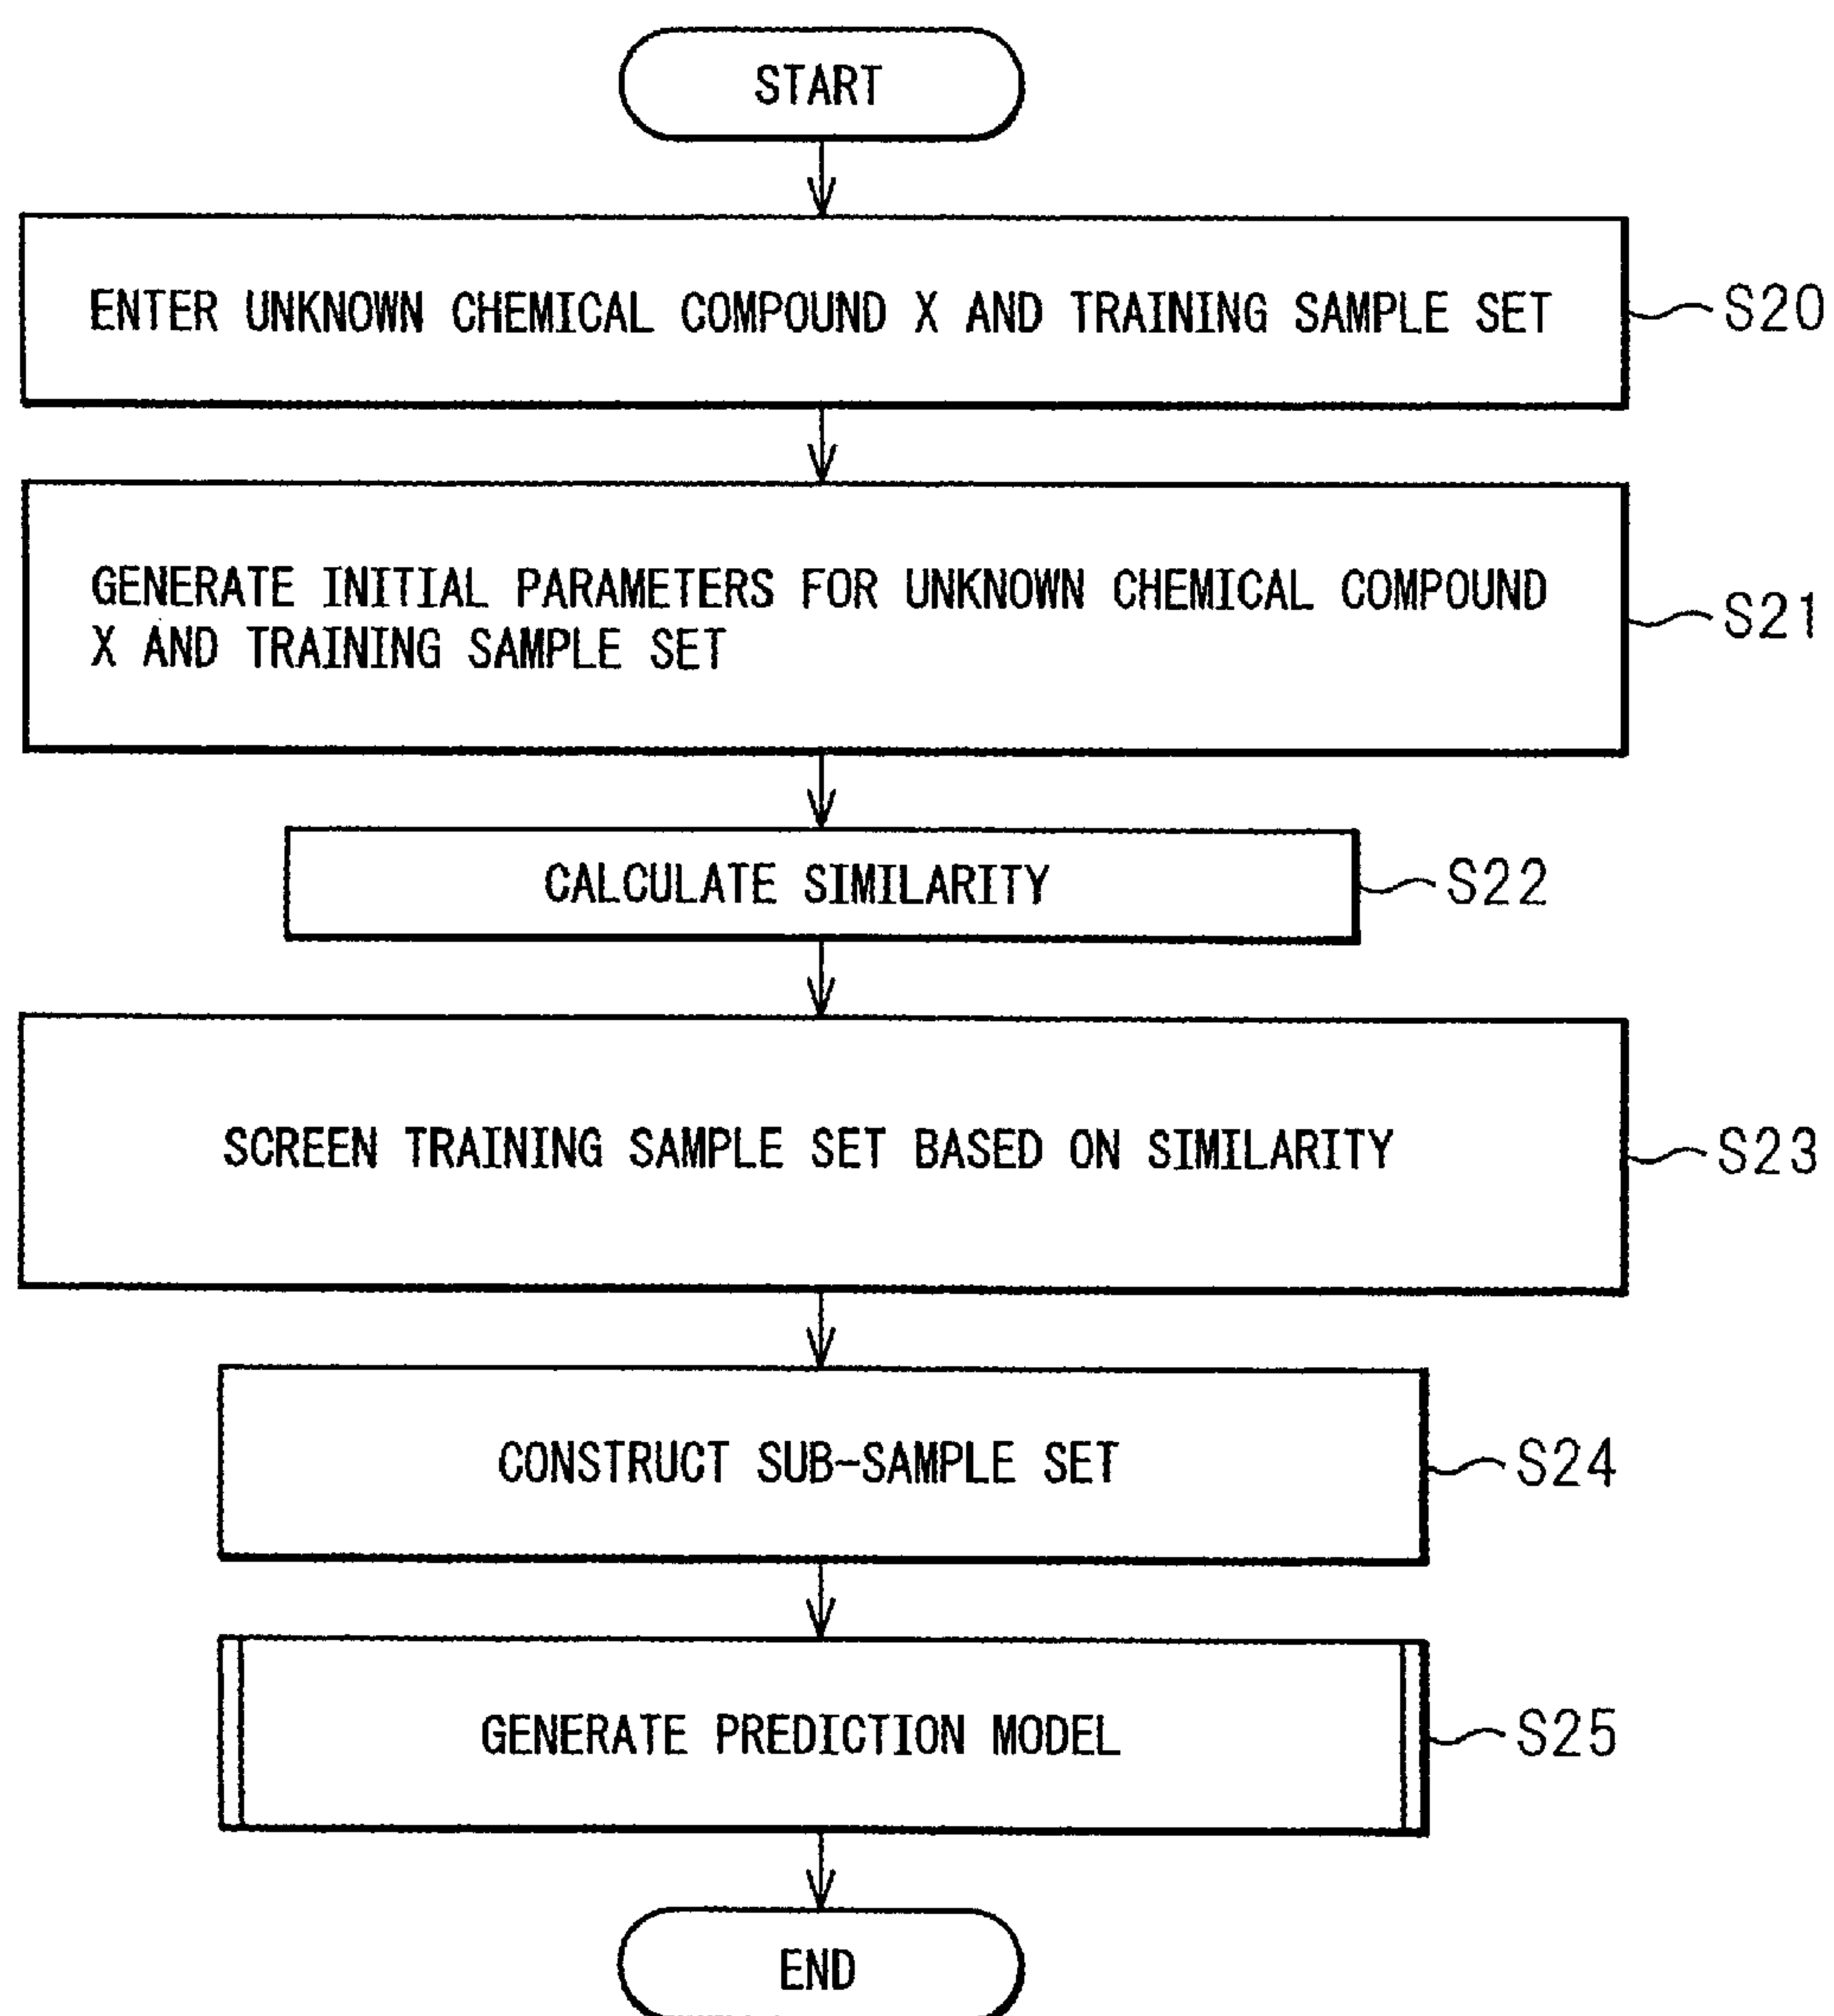 START
ENTER UNKNOWN CHEMICAL COMPOUND X AND TRAINING SAMPLE SET
S20
GENERATE INITIAL PARAMETERS FOR UNKNOWN CHEMICAL COMPOUND
X AND TRAINING SAMPLE SET
S21
CALCULATE SIMILARITY
S22
SCREEN TRAINING SAMPLE SET BASED ON SIMILARITY
S23
CONSTRUCT SUB-SAMPLE SET
S24
GENERATE PREDICTION MODEL
S25
END